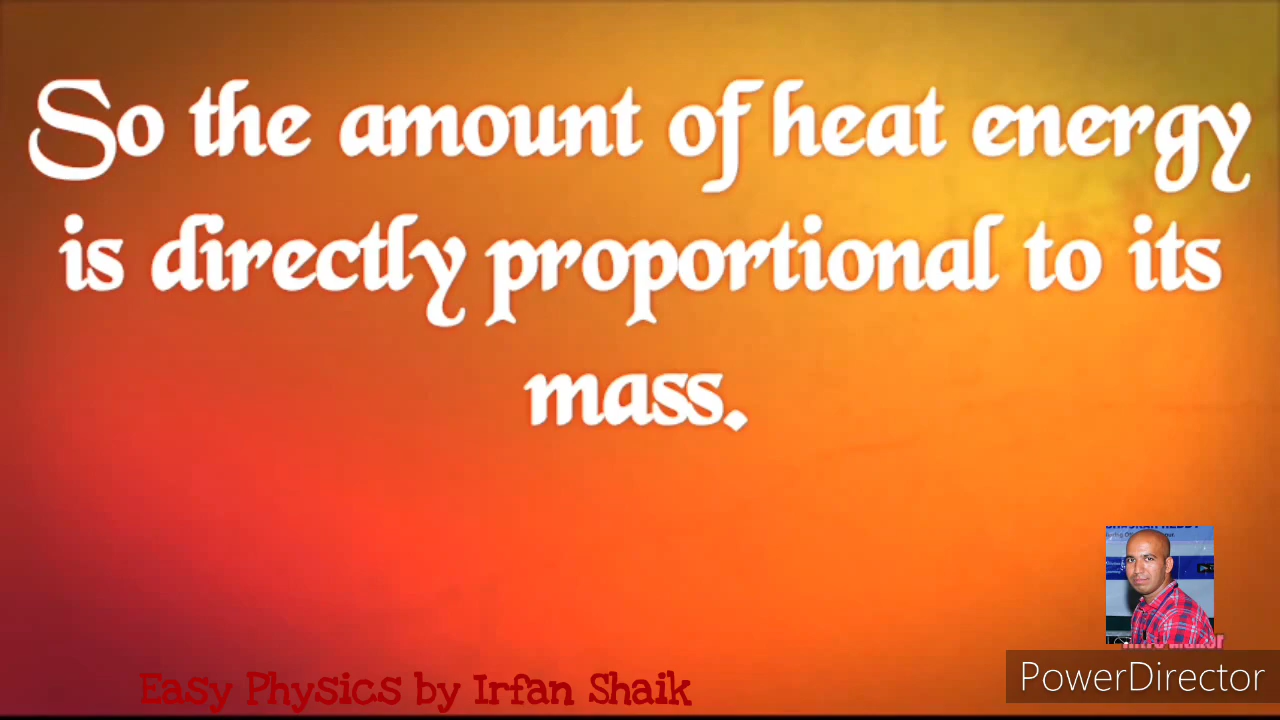 So the amount of heat energy
is directly proportional to its
mass.
Easy Physics by Irfan Shaik
PowerDirector